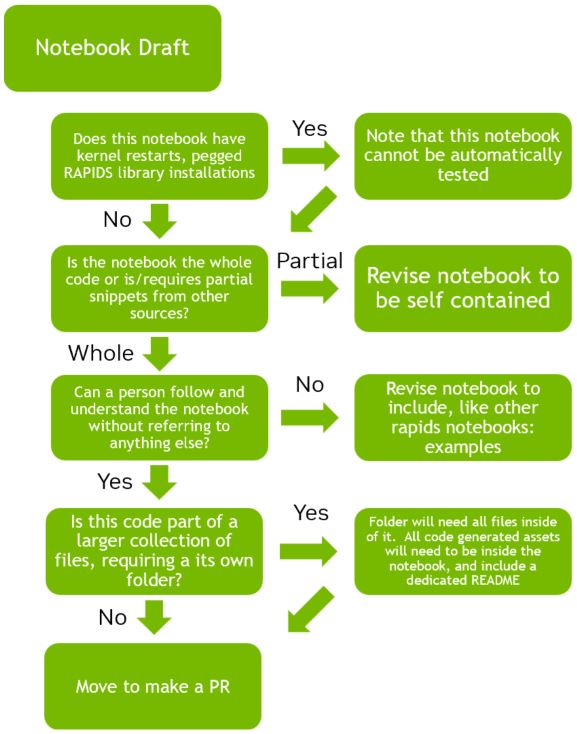 Notebook Draft
Does this notebook have
kernel restarts, pegged
RAPIDS library installations
Yes
Note that this notebook
cannot be automatically
tested
No
Is the notebook the whole
code or is/requires partial
snippets from other
sources?
Partial
Revise notebook to
be self contained
Whole
Can a person follow and
understand the notebook
without referring to
anything else?
No
Revise notebook to
include, like other
rapids notebooks:
examples
Yes
Is this code part of a
larger collection of
files, requiring a its own
folder?
Yes
Folder will need all files inside
of it.  All code generated assets
will need to be inside the
notebook, and include a
dedicated README
No
Move to make a PR